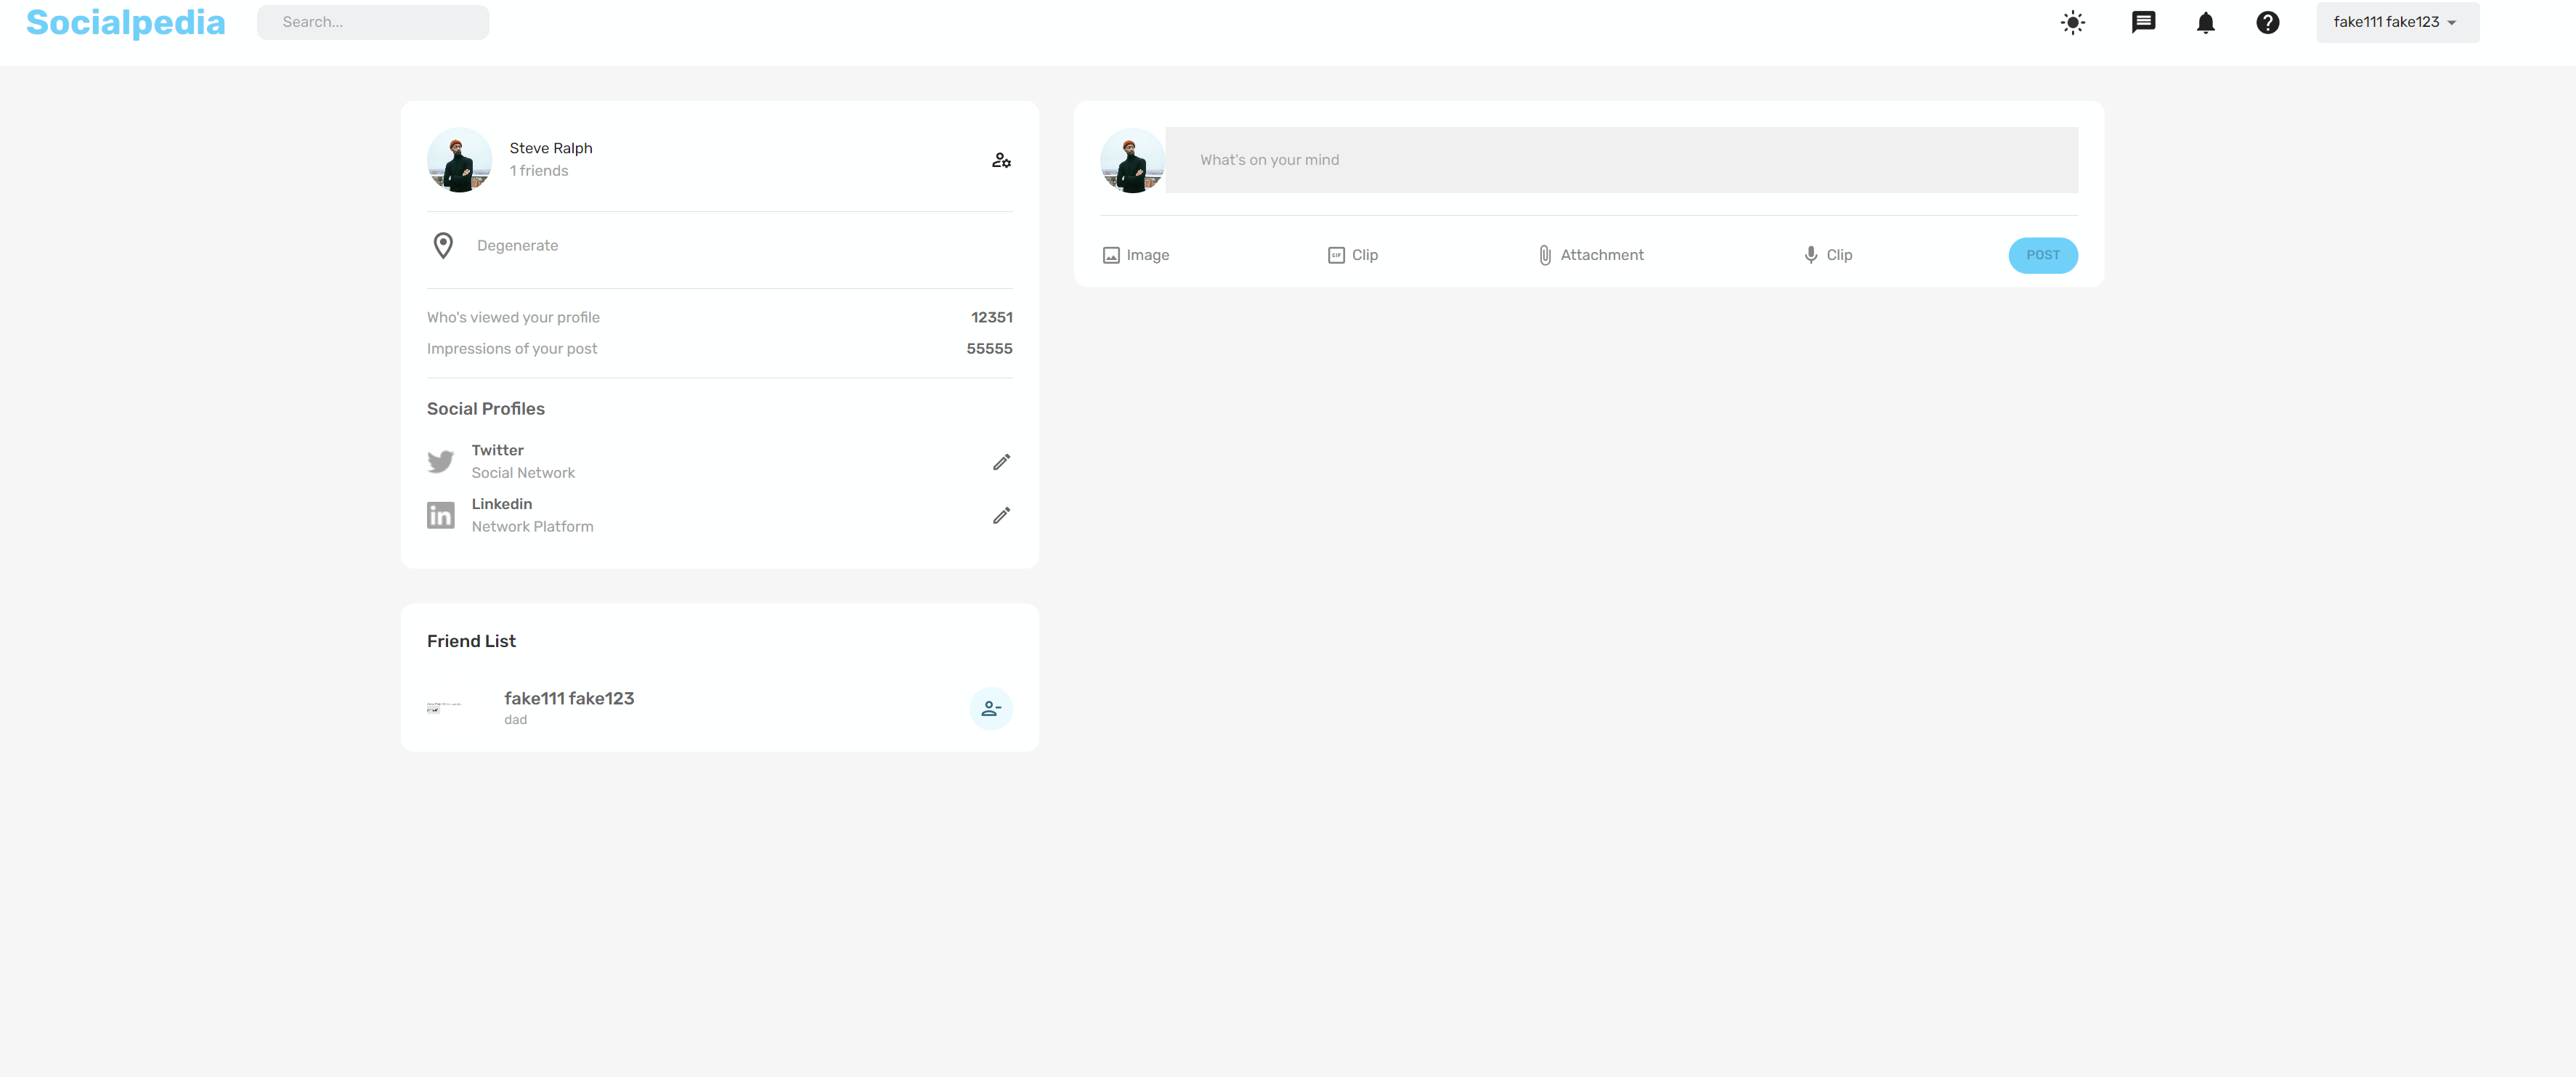 Socialpedia
Search...
fake111 fake123
Steve Ralph
1 friends
Degenerate
Who's viewed your profile 12351
Impressions of your post 55555
Social Profiles
Twitter
Social Network
Linkedin
Network Platform
Friend List
fake111 fake123
dad
What's on your mind
Image GIF Clip Attachment Clip POST